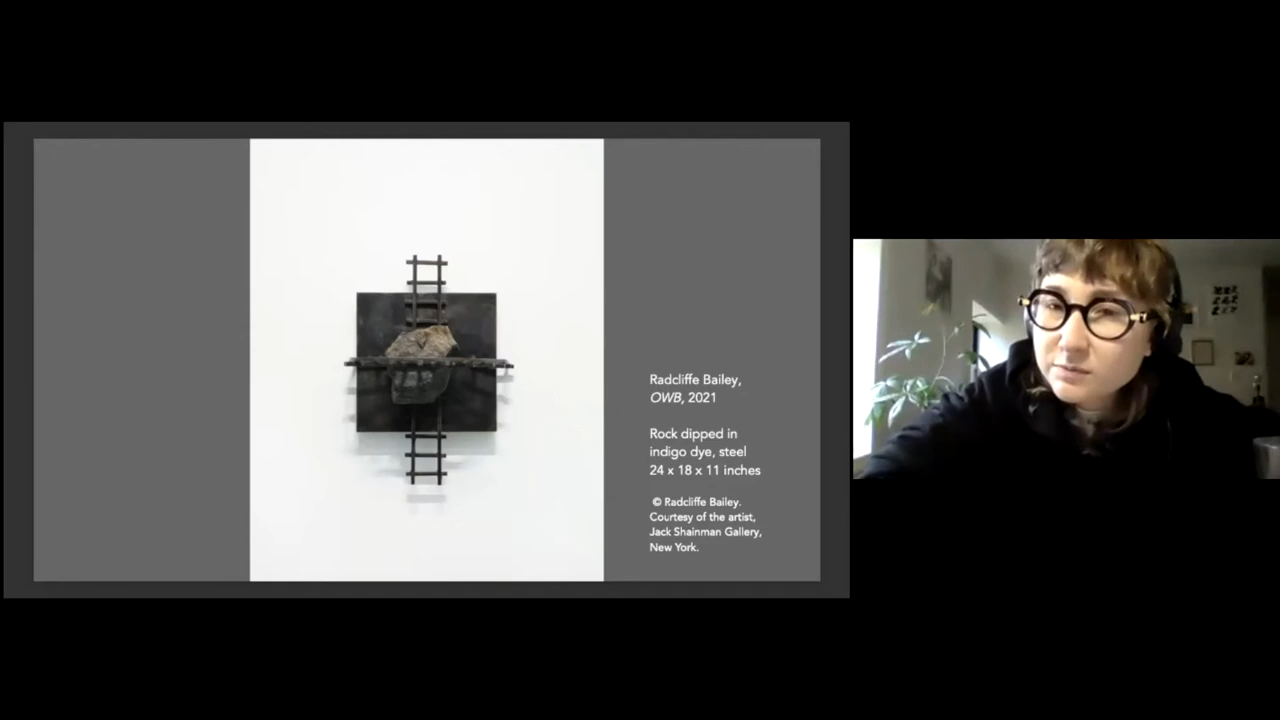 Radcliffe Bailey,
OWB, 2021
Rock dipped in
indigo dye, steel
24 x 18 x 11 inches
© Radcliffe Bailey.
Courtesy of the artist,
Jack Shainman Gallery,
New York.